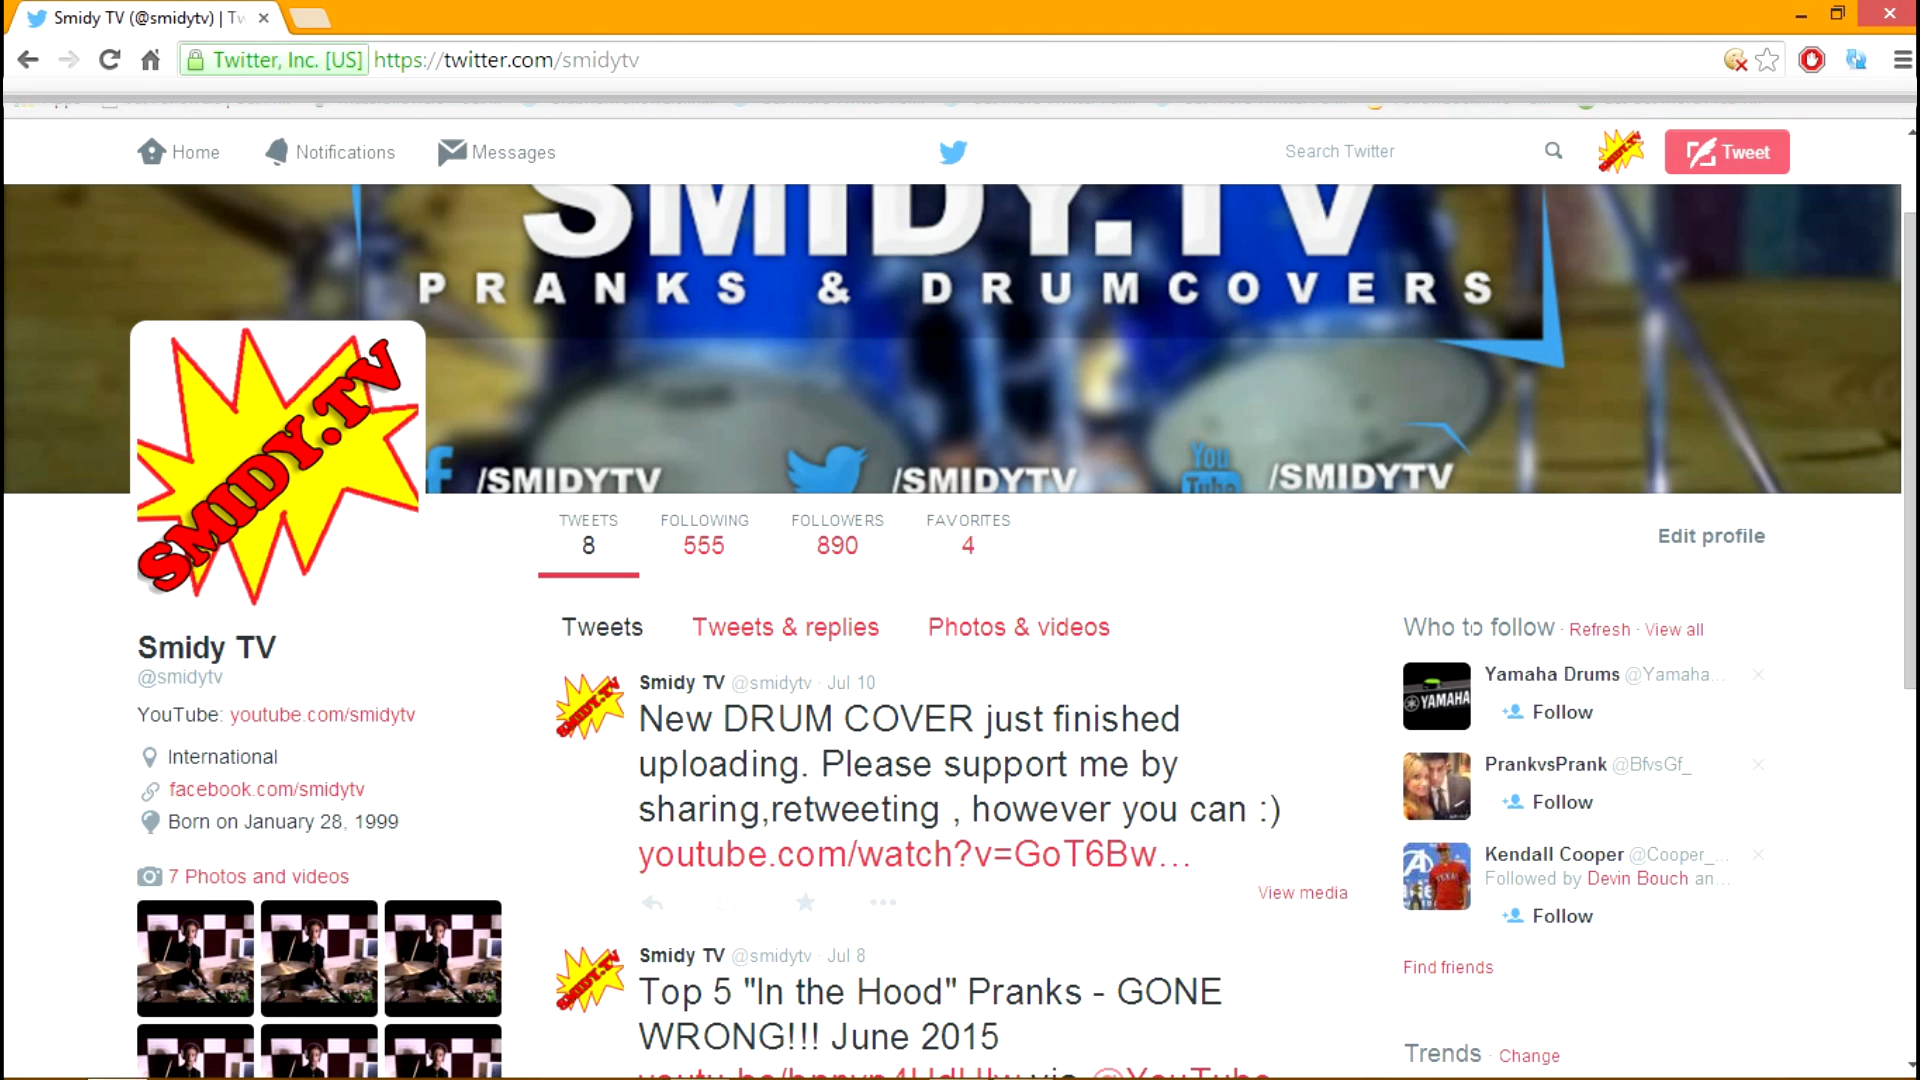 Smidy TV (@smidytv) | Tw
Twitter, Inc. [US] https://twitter.com/smidytv
Home Notifications Messages Search Twitter Tweet
SMIDY.TV
PRANKS & DRUMCOVERS
SMIDY.TV
/SMIDYTV /SMIDYTV You Tube /SMIDYTV
TWEETS FOLLOWING FOLLOWERS FAVORITES
8 555 890 4
Edit profile
Smidy TV
@smidytv
YouTube: youtube.com/smidytv
International
facebook.com/smidytv
Born on January 28, 1999
7 Photos and videos
Tweets Tweets & replies Photos & videos
Smidy TV @smidytv · Jul 10
New DRUM COVER just finished
uploading. Please support me by
sharing,retweeting , however you can :)
youtube.com/watch?v=GoT6Bw...
View media
Smidy TV @smidytv · Jul 8
Top 5 "In the Hood" Pranks - GONE
WRONG!!! June 2015
via @YouTube
Who to follow · Refresh · View all
Yamaha Drums @Yamaha...
YAMAHA
Follow
PrankvsPrank @BfvsGf_
Follow
Kendall Cooper @Cooper_...
Followed by Devin Bouch an...
Follow
Find friends
Trends · Change